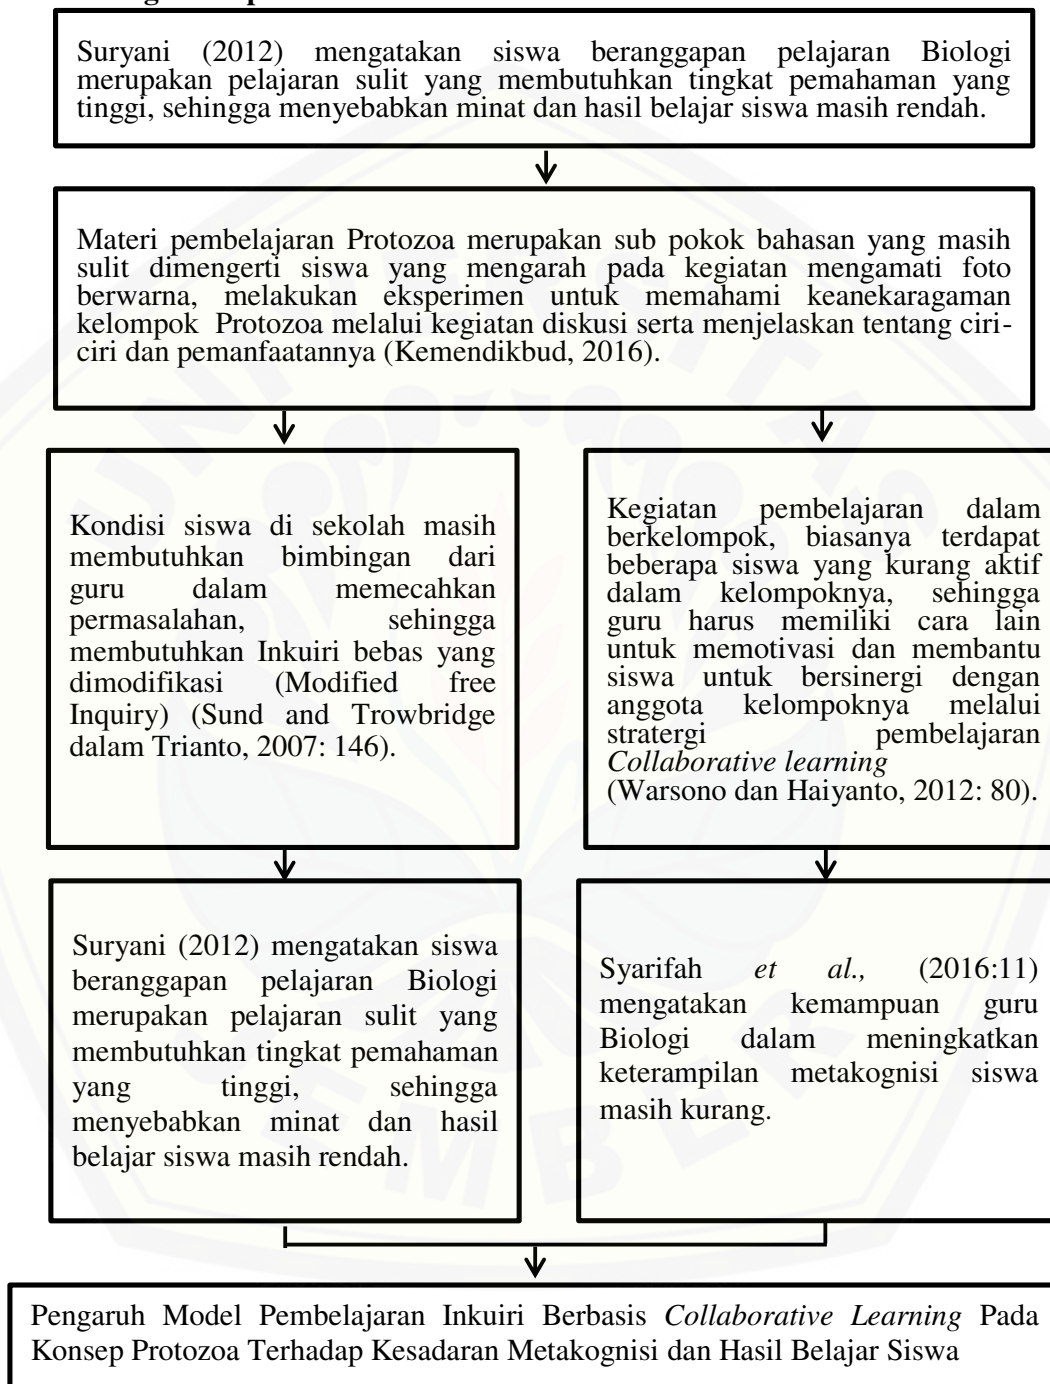 Suryani (2012) mengatakan siswa beranggapan pelajaran Biologi
merupakan pelajaran sulit yang membutuhkan tingkat pemahaman yang
tinggi, sehingga menyebabkan minat dan hasil belajar siswa masih rendah.
Materi pembelajaran Protozoa merupakan sub pokok bahasan yang masih
sulit dimengerti siswa yang mengarah pada kegiatan mengamati foto
berwarna, melakukan eksperimen untuk memahami keanekaragaman
kelompok Protozoa melalui kegiatan diskusi serta menjelaskan tentang ciri-
ciri dan pemanfaatannya (Kemendikbud, 2016).
Kondisi siswa di sekolah masih
membutuhkan bimbingan dari
guru dalam memecahkan
permasalahan, sehingga
membutuhkan Inkuiri bebas yang
dimodifikasi (Modified free
Inquiry) (Sund and Trowbridge
dalam Trianto, 2007: 146).
Kegiatan pembelajaran dalam
berkelompok, biasanya terdapat
beberapa siswa yang kurang aktif
dalam kelompoknya, sehingga
guru harus memiliki cara lain
untuk memotivasi dan membantu
siswa untuk bersinergi dengan
anggota kelompoknya melalui
stratergi pembelajaran
Collaborative learning
(Warsono dan Haiyanto, 2012: 80).
Suryani (2012) mengatakan siswa
beranggapan pelajaran Biologi
merupakan pelajaran sulit yang
membutuhkan tingkat pemahaman
yang tinggi, sehingga
menyebabkan minat dan hasil
belajar siswa masih rendah.
Syarifah et al., (2016:11)
mengatakan kemampuan guru
Biologi dalam meningkatkan
keterampilan metakognisi siswa
masih kurang.
Pengaruh Model Pembelajaran Inkuiri Berbasis Collaborative Learning Pada
Konsep Protozoa Terhadap Kesadaran Metakognisi dan Hasil Belajar Siswa
UNIVERSITAS
JEMBER